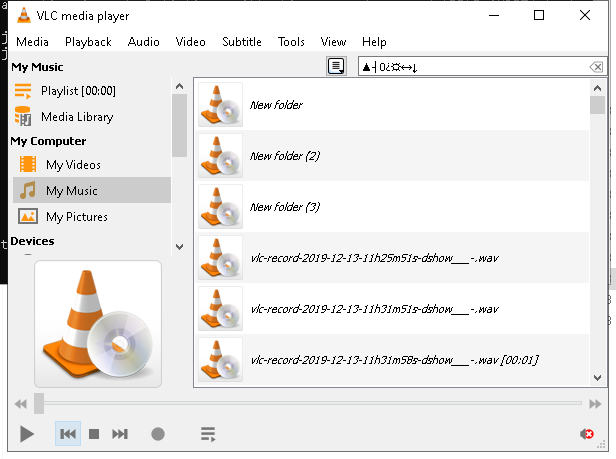 VLC media player
Media Playback Audio Video Subtitle Tools View Help
My Music
▲┤0¿¤↔↓
Playlist [00:00]
Media Library
My Computer
My Videos
My Music
My Pictures
Devices
New folder
New folder (2)
New folder (3)
vlc-record-2019-12-13-11h25m51s-dshow___-.wav
vlc-record-2019-12-13-11h31m51s-dshow___-.wav
vlc-record-2019-12-13-11h31m58s-dshow___-.wav [00:01]